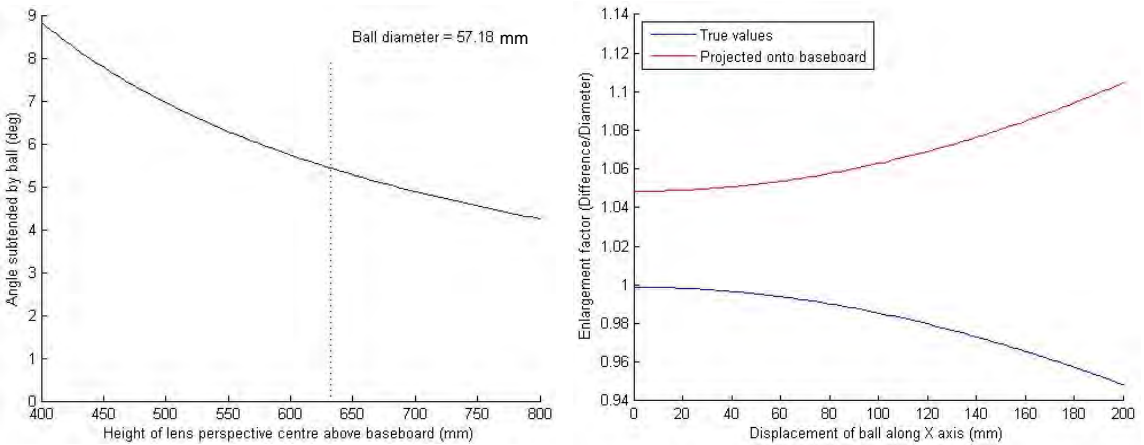 9
8
7
6
5
4
3
2
1
0
Angle subtended by ball (deg)
Ball diameter = 57.18 mm
400 450 500 550 600 650 700 750 800
Height of lens perspective centre above baseboard (mm)
1.14
1.12
1.1
1.08
1.06
1.04
1.02
1
0.98
0.96
0.94
Enlargement factor (Difference/Diameter)
True values
Projected onto baseboard
0 20 40 60 80 100 120 140 160 180 200
Displacement of ball along X axis (mm)